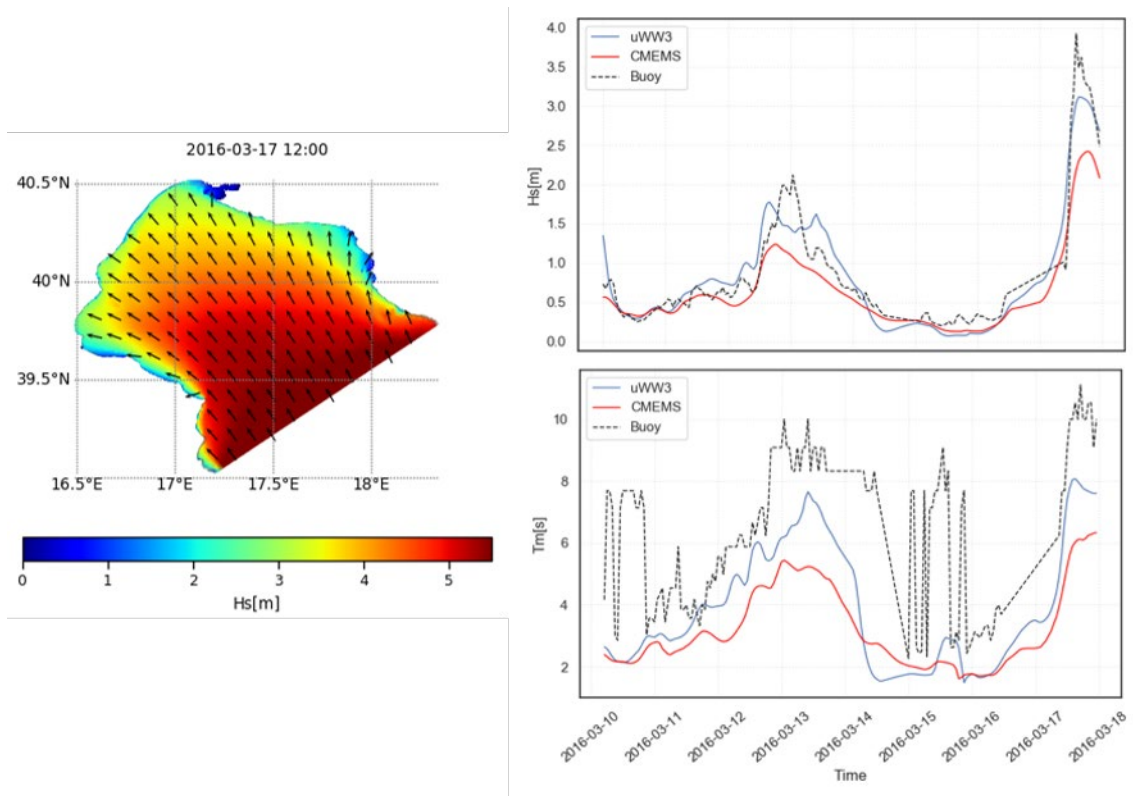 2016-03-17 12:00
40.5°N
40°N
39.5°N
16.5°E 17°E 17.5°E 18°E
0 1 2 3 4 5
Hs[m]
4.0
3.5
3.0
2.5
2.0
1.5
1.0
0.5
0.0
Hs[m]
uWW3
CMEMS
Buoy
10
8
6
4
2
Tm[s]
uWW3
CMEMS
Buoy
2016-03-10 2016-03-11 2016-03-12 2016-03-13 2016-03-14 2016-03-15 2016-03-16 2016-03-17 2016-03-18
Time